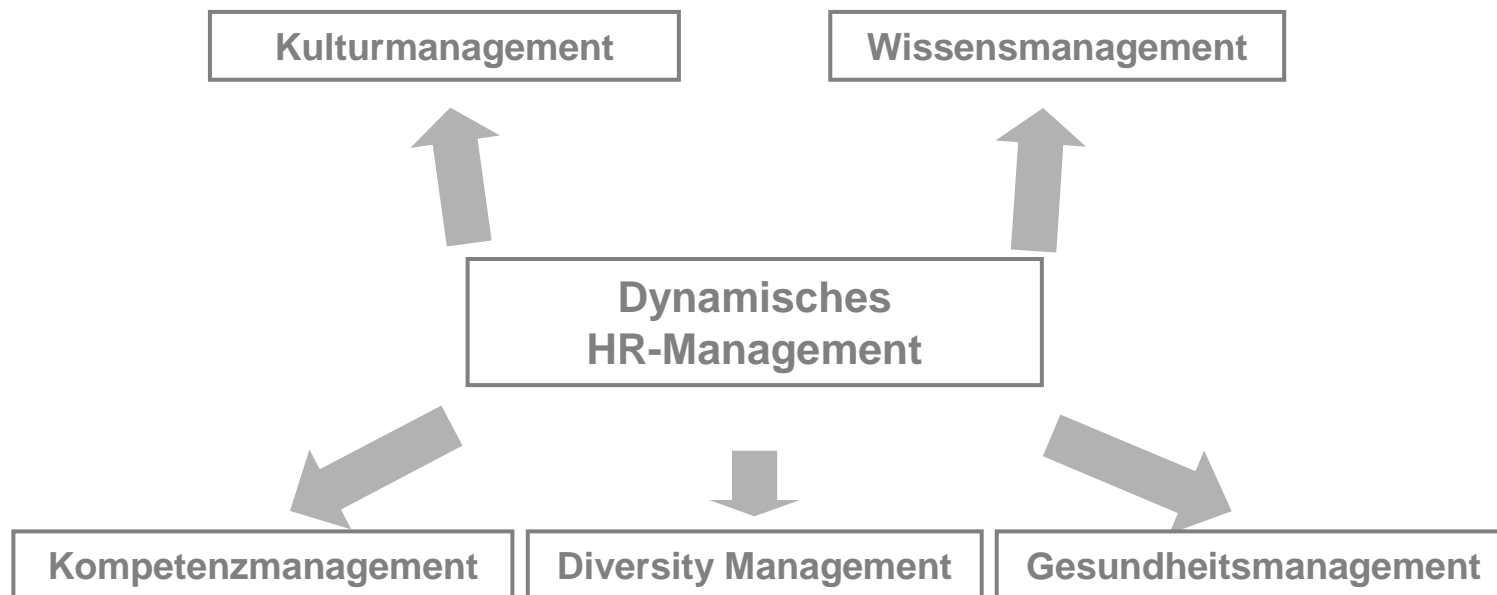 Kulturmanagement
Wissensmanagement
Dynamisches
HR-Management
Kompetenzmanagement
Diversity Management
Gesundheitsmanagement